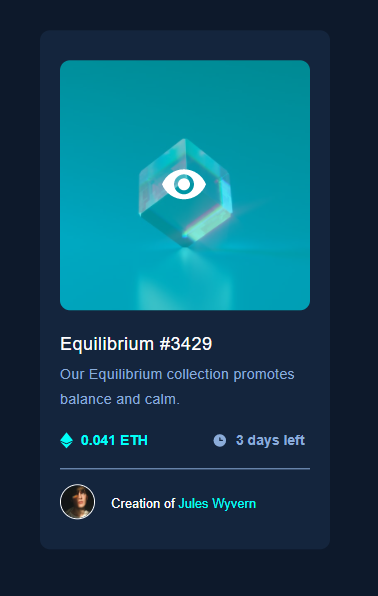 Equilibrium #3429
Our Equilibrium collection promotes
balance and calm.
0.041 ETH
3 days left
Creation of Jules Wyvern